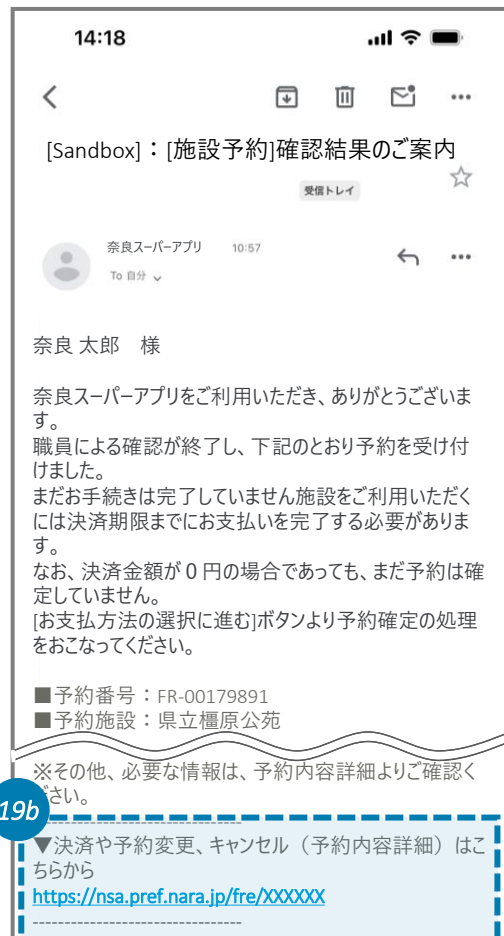 14:18
[Sandbox]：[施設予約]確認結果のご案内
受信トレイ
奈良スーパーアプリ 10:57
To 自分
奈良 太郎　様
奈良スーパーアプリをご利用いただき、ありがとうございま
す。
職員による確認が終了し、下記のとおり予約を受け付
けました。
まだお手続きは完了していません施設をご利用いただく
には決済期限までにお支払いを完了する必要がありま
す。
なお、決済金額が０円の場合であっても、まだ予約は確
定していません。
[お支払方法の選択に進む]ボタンより予約確定の処理
をおこなってください。
■予約番号：FR-00179891
■予約施設：県立橿原公苑
※その他、必要な情報は、予約内容詳細よりご確認く
ださい。
19b
--------------------------------
▼決済や予約変更、キャンセル（予約内容詳細）はこ
ちらから
https://nsa.pref.nara.jp/fre/XXXXXX
--------------------------------